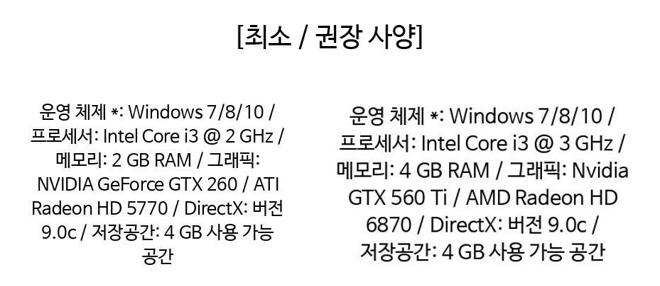 [최소 / 권장 사양]
운영 체제 *: Windows 7/8/10 /
프로세서: Intel Core i3 @ 2 GHz /
메모리: 2 GB RAM / 그래픽:
NVIDIA GeForce GTX 260 / ATI
Radeon HD 5770 / DirectX: 버전
9.0c / 저장공간: 4 GB 사용 가능
공간
운영 체제 *: Windows 7/8/10 /
프로세서: Intel Core i3 @ 3 GHz /
메모리: 4 GB RAM / 그래픽: Nvidia
GTX 560 Ti / AMD Radeon HD
6870 / DirectX: 버전 9.0c /
저장공간: 4 GB 사용 가능 공간